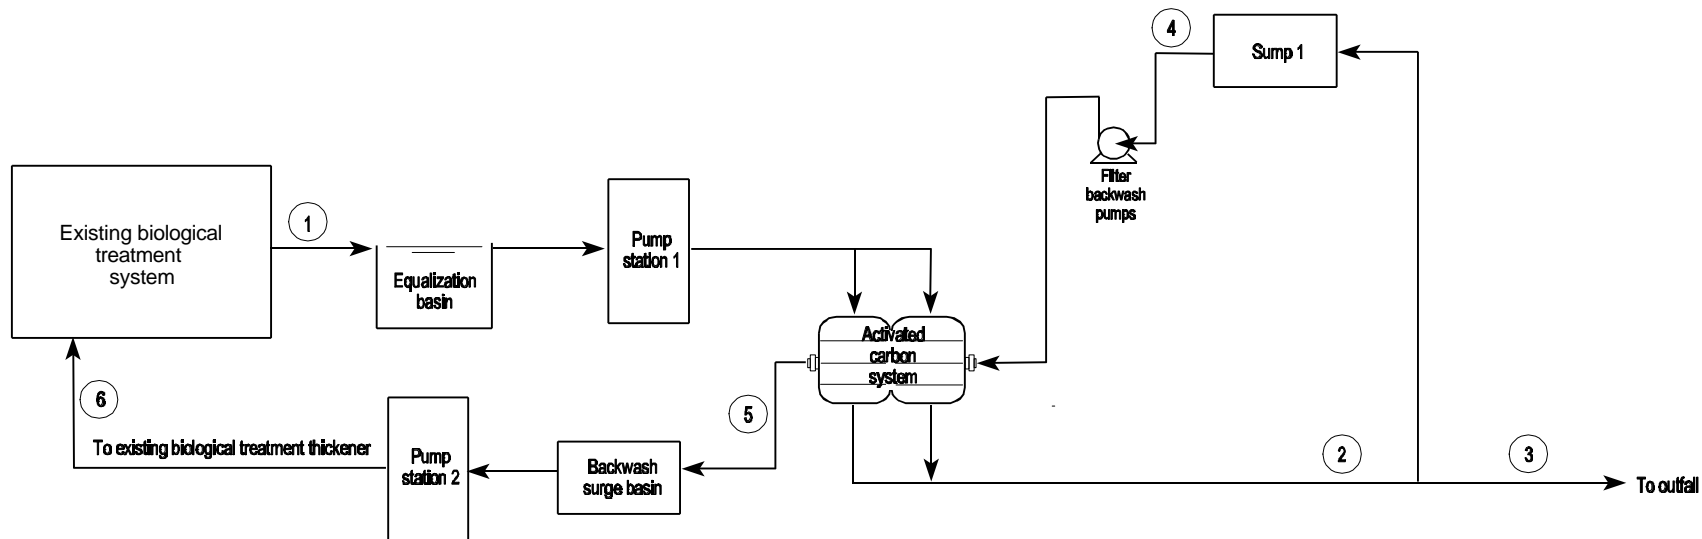 4
Sump 1
Filter
backwash
pumps
1
Existing biological
treatment
system
Equalization
basin
Pump
station 1
Activated
carbon
system
6
5
To existing biological treatment thickener
Pump
station 2
Backwash
surge basin
2
3
To outfall